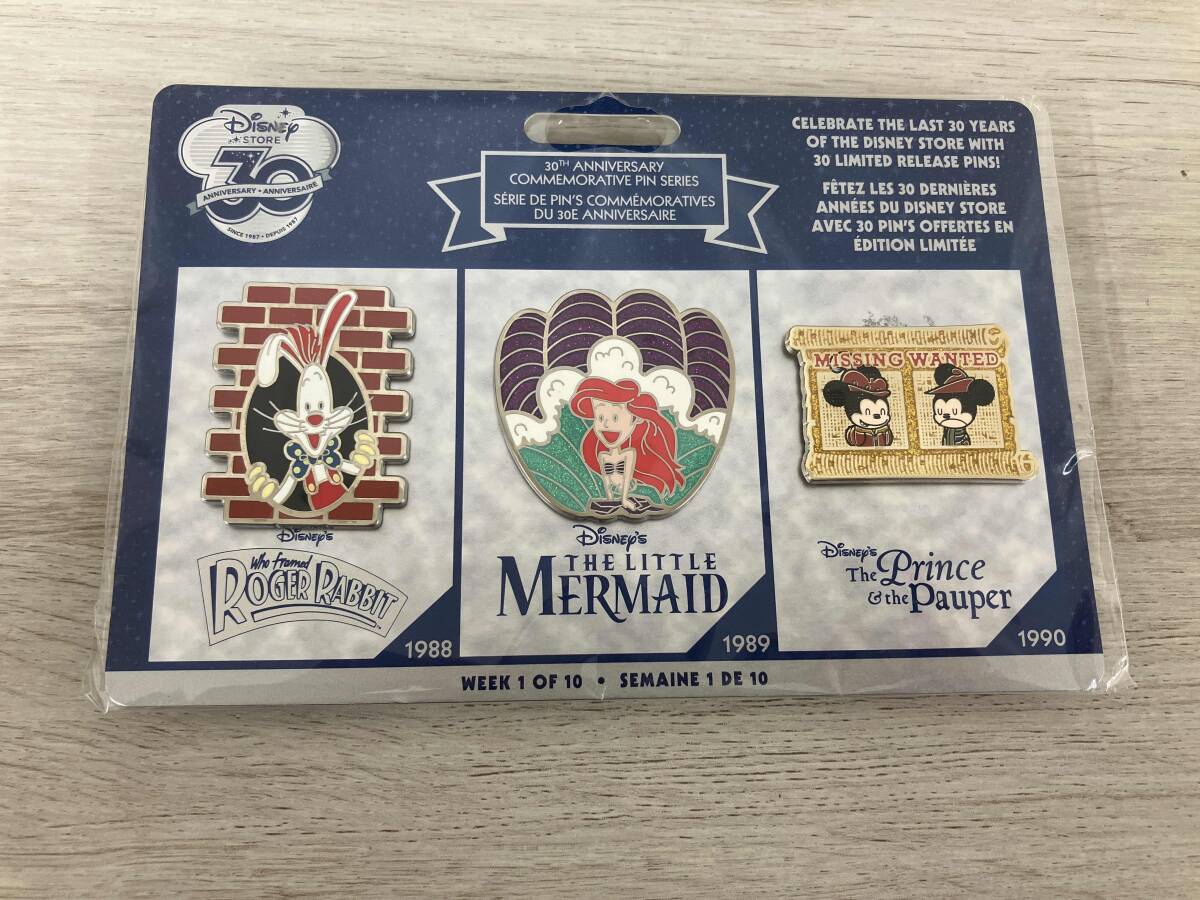 Disney
STORE
30
ANNIVERSARY • ANNIVERSAIRE
SINCE 1987 • DEPUIS 1987
30TH ANNIVERSARY
COMMEMORATIVE PIN SERIES
SÉRIE DE PIN'S COMMÉMORATIVES
DU 30E ANNIVERSAIRE
CELEBRATE THE LAST 30 YEARS
OF THE DISNEY STORE WITH
30 LIMITED RELEASE PINS!
FÊTEZ LES 30 DERNIÈRES
ANNÉES DU DISNEY STORE
AVEC 30 PIN'S OFFERTES EN
ÉDITION LIMITÉE
MISSING WANTED
Disney's
Who Framed
ROGER RABBIT™
1988
Disney's
THE LITTLE
MERMAID
1989
Disney's
The Prince
& the Pauper
1990
WEEK 1 OF 10 • SEMAINE 1 DE 10